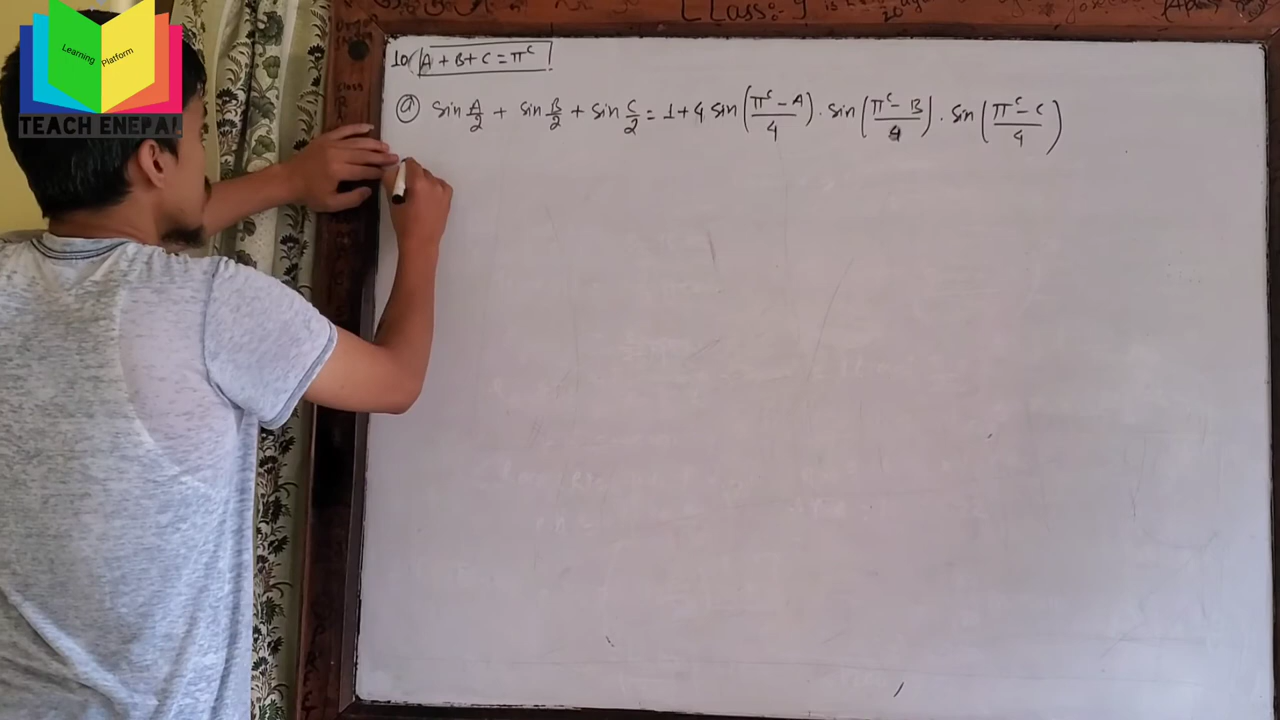 [Class:-
Learning Platform
TEACH ENEPAL
10( A + B + C = π^c
a) sin A/2 + sin B/2 + sin C/2 = 1 + 4 sin((π^c - A)/4) . sin((π^c - B)/4) . sin((π^c - C)/4)